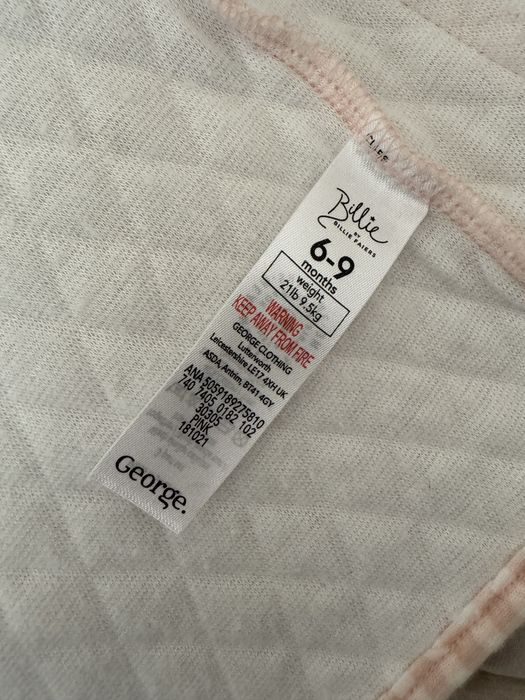 Billie
BY
BILLIE FAIERS
6-9
months
weight
21lb 9.5kg
WARNING
KEEP AWAY FROM FIRE
GEORGE CLOTHING
Lutterworth
Leicestershire LE17 4XH UK
ASDA, Antrim, BT41 4GY
ANA 5059189275810
740 7405 0182 102
30305
PINK
181021
George.